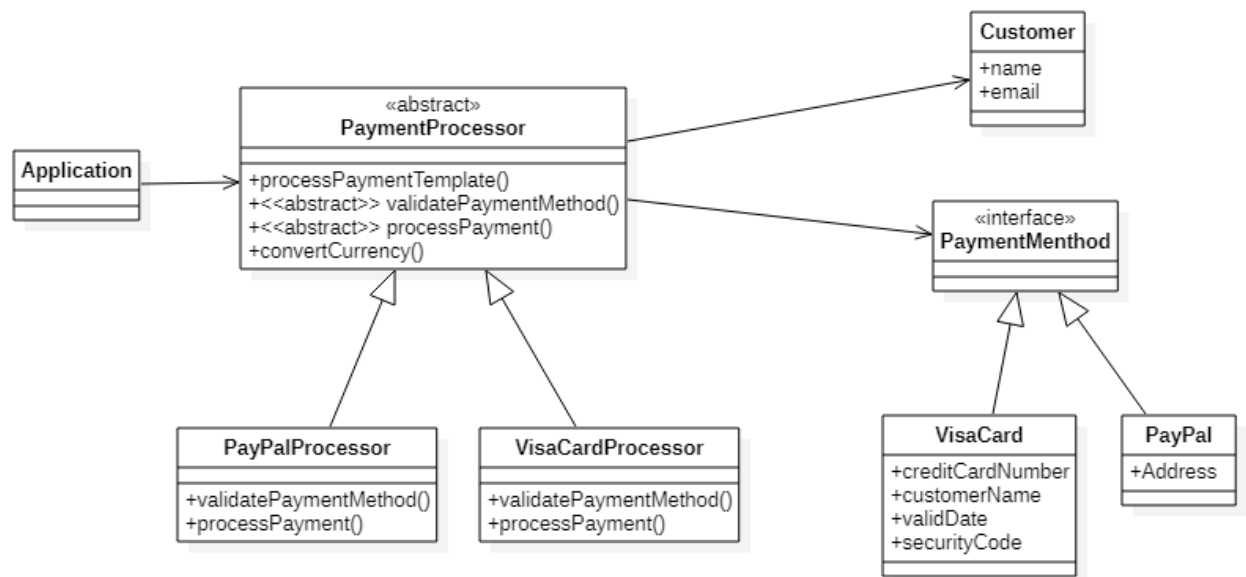 Customer
+name
+email
«abstract»
PaymentProcessor
+processPaymentTemplate()
+<<abstract>> validatePaymentMethod()
+<<abstract>> processPayment()
+convertCurrency()
Application
«interface»
PaymentMenthod
PayPalProcessor
+validatePaymentMethod()
+processPayment()
VisaCardProcessor
+validatePaymentMethod()
+processPayment()
VisaCard
+creditCardNumber
+customerName
+validDate
+securityCode
PayPal
+Address